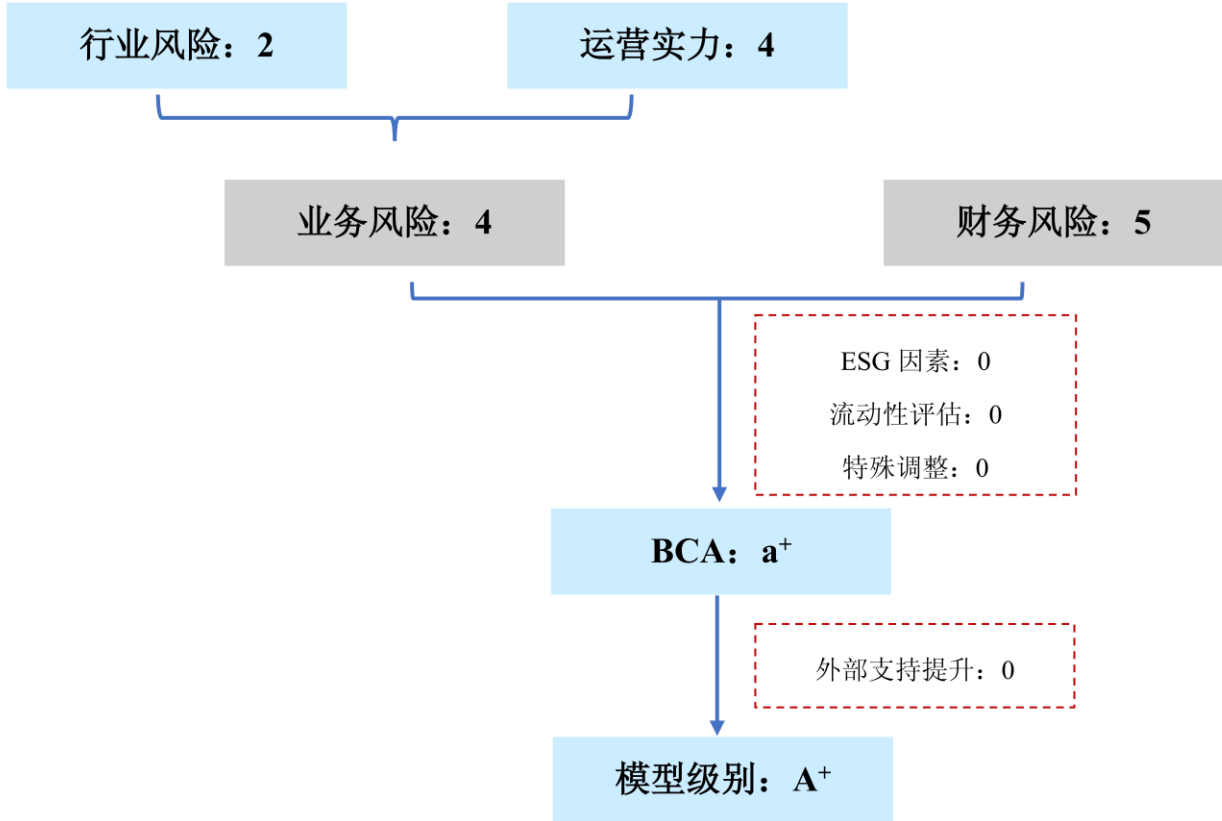 行业风险：2
运营实力：4
业务风险：4
财务风险：5
ESG 因素：0
流动性评估：0
特殊调整：0
BCA：a⁺
外部支持提升：0
模型级别：A⁺